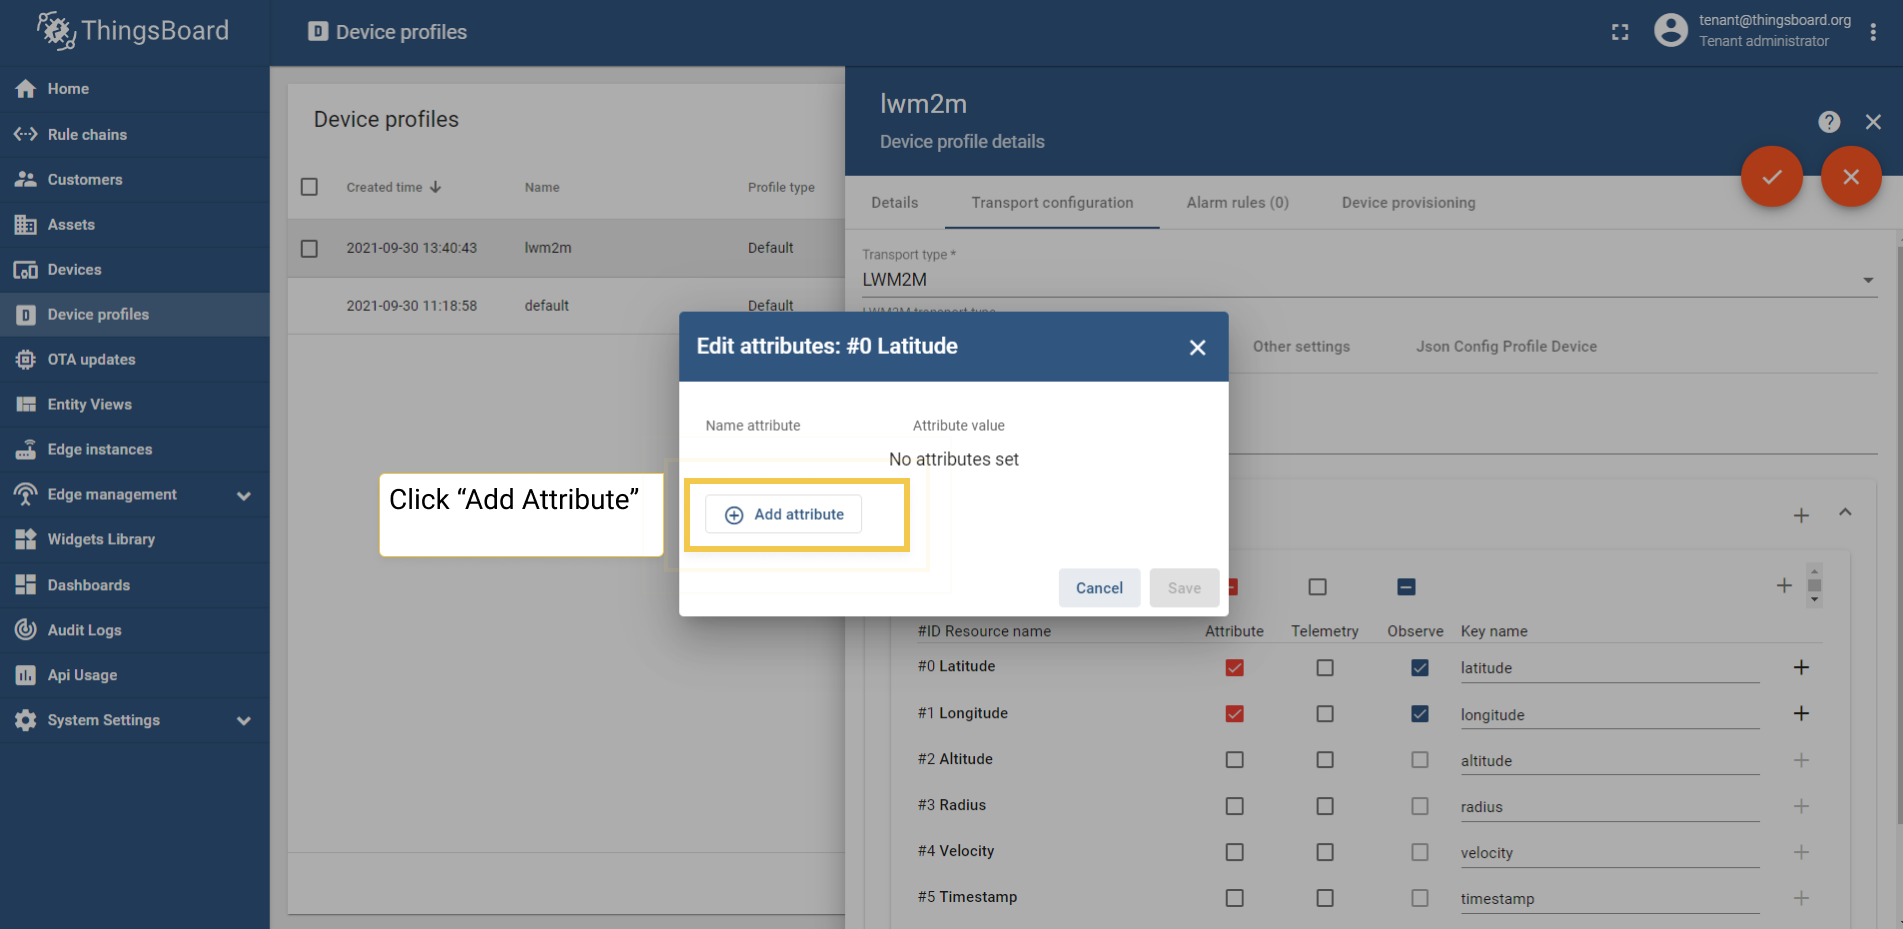 ThingsBoard
Device profiles
tenant@thingsboard.org
Tenant administrator
Home
Rule chains
Customers
Assets
Devices
Device profiles
OTA updates
Entity Views
Edge instances
Edge management
Widgets Library
Dashboards
Audit Logs
Api Usage
System Settings
Device profiles
Created time Name Profile type
2021-09-30 13:40:43 lwm2m Default
2021-09-30 11:18:58 default Default
lwm2m
Device profile details
Details Transport configuration Alarm rules (0) Device provisioning
Transport type *
LWM2M
LWM2M transport type
Other settings Json Config Profile Device
Edit attributes: #0 Latitude
Name attribute Attribute value
No attributes set
Click “Add Attribute”
Add attribute
Cancel Save
#ID Resource name Attribute Telemetry Observe Key name
#0 Latitude latitude
#1 Longitude longitude
#2 Altitude altitude
#3 Radius radius
#4 Velocity velocity
#5 Timestamp timestamp